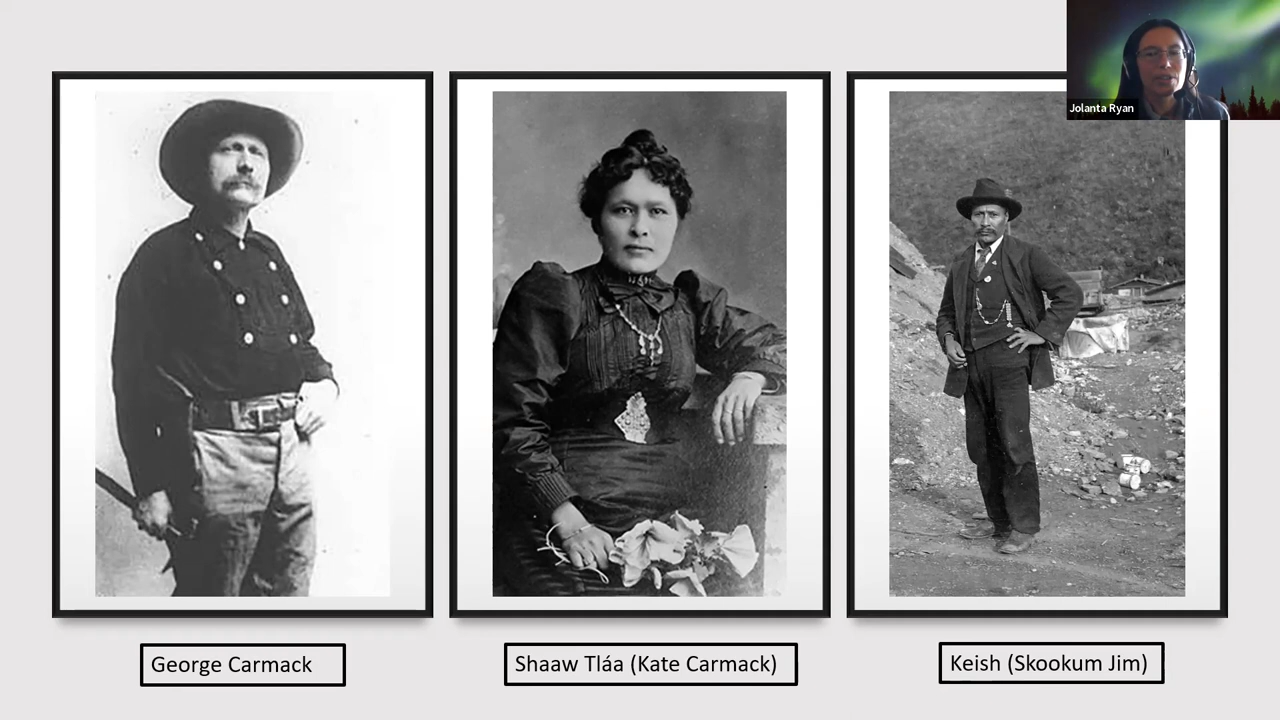 Jolanta Ryan
George Carmack
Shaaw Tláa (Kate Carmack)
Keish (Skookum Jim)